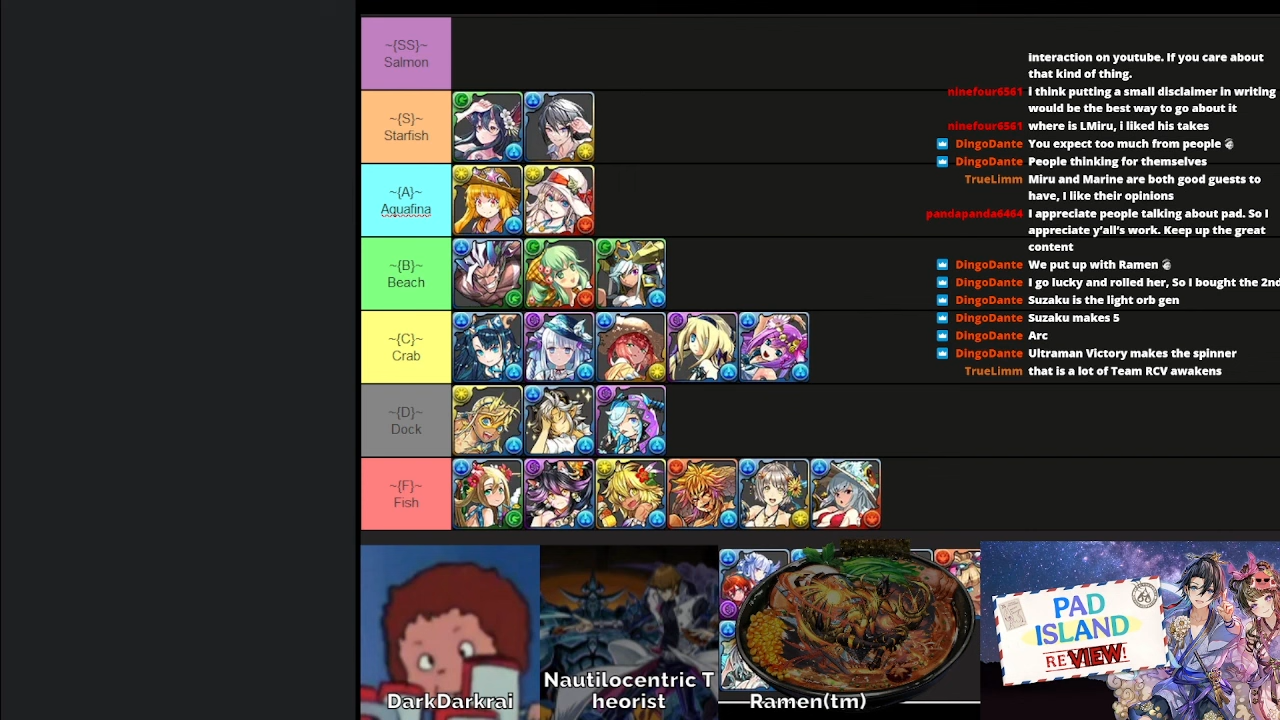 ~{SS}~
Salmon
~{S}~
Starfish
~{A}~
Aquafina
~{B}~
Beach
~{C}~
Crab
~{D}~
Dock
~{F}~
Fish
interaction on youtube. If you care about
that kind of thing.
ninefour6561 i think putting a small disclaimer in writing
would be the best way to go about it
ninefour6561 where is LMiru, i liked his takes
DingoDante You expect too much from people
DingoDante People thinking for themselves
TrueLimm Miru and Marine are both good guests to
have, I like their opinions
pandapanda6464 I appreciate people talking about pad. So I
appreciate y'all's work. Keep up the great
content
DingoDante We put up with Ramen
DingoDante I go lucky and rolled her, So I bought the 2nd
DingoDante Suzaku is the light orb gen
DingoDante Suzaku makes 5
DingoDante Arc
DingoDante Ultraman Victory makes the spinner
TrueLimm that is a lot of Team RCV awakens
DarkDarkrai
Nautilocentric T
heorist
Ramen(tm)
PAD
ISLAND
REVIEW!